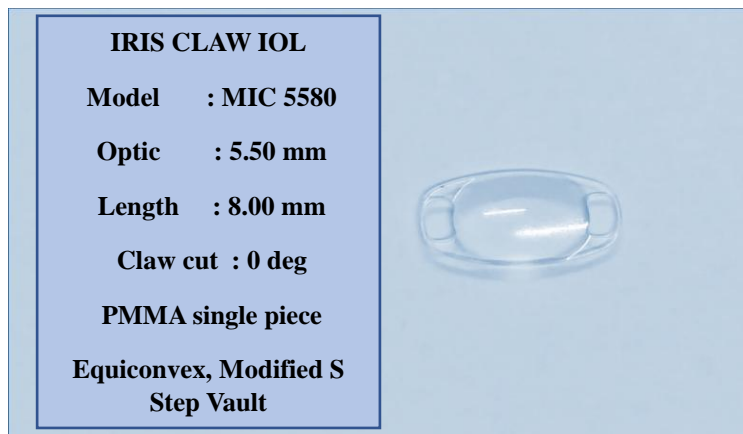 IRIS CLAW IOL
Model : MIC 5580
Optic : 5.50 mm
Length : 8.00 mm
Claw cut : 0 deg
PMMA single piece
Equiconvex, Modified S
Step Vault